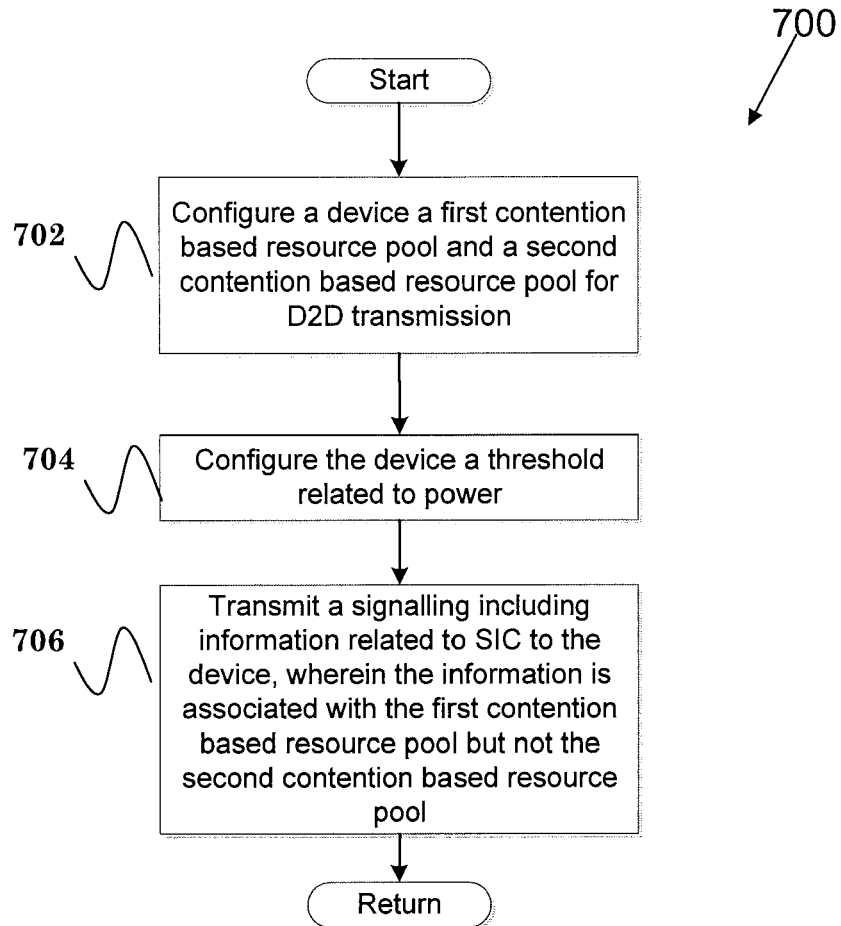 700
Start
702
Configure a device a first contention
based resource pool and a second
contention based resource pool for
D2D transmission
704
Configure the device a threshold
related to power
706
Transmit a signalling including
information related to SIC to the
device, wherein the information is
associated with the first contention
based resource pool but not the
second contention based resource
pool
Return